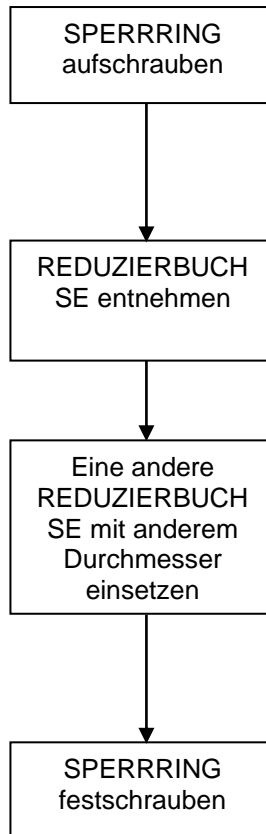 SPERRRING
aufschrauben
REDUZIERBUCH
SE entnehmen
Eine andere
REDUZIERBUCH
SE mit anderem
Durchmesser
einsetzen
SPERRRING
festschrauben